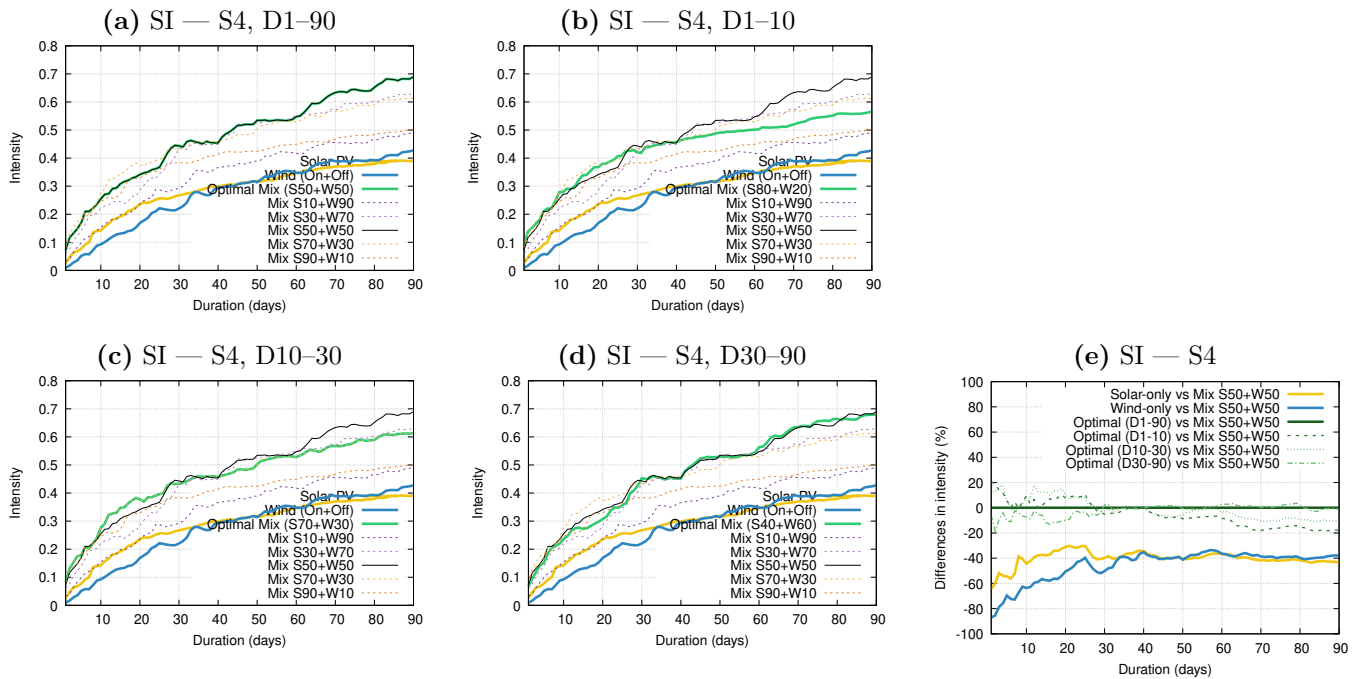 (a) SI — S4, D1–90
0.8
0.7
0.6
0.5
0.4
0.3
0.2
0.1
0
Intensity
10 20 30 40 50 60 70 80 90
Duration (days)
Solar PV
Wind (On+Off)
Optimal Mix (S50+W50)
Mix S10+W90
Mix S30+W70
Mix S50+W50
Mix S70+W30
Mix S90+W10
(b) SI — S4, D1–10
0.8
0.7
0.6
0.5
0.4
0.3
0.2
0.1
0
Intensity
10 20 30 40 50 60 70 80 90
Duration (days)
Solar PV
Wind (On+Off)
Optimal Mix (S80+W20)
Mix S10+W90
Mix S30+W70
Mix S50+W50
Mix S70+W30
Mix S90+W10
(c) SI — S4, D10–30
0.8
0.7
0.6
0.5
0.4
0.3
0.2
0.1
0
Intensity
10 20 30 40 50 60 70 80 90
Duration (days)
Solar PV
Wind (On+Off)
Optimal Mix (S70+W30)
Mix S10+W90
Mix S30+W70
Mix S50+W50
Mix S70+W30
Mix S90+W10
(d) SI — S4, D30–90
0.8
0.7
0.6
0.5
0.4
0.3
0.2
0.1
0
Intensity
10 20 30 40 50 60 70 80 90
Duration (days)
Solar PV
Wind (On+Off)
Optimal Mix (S40+W60)
Mix S10+W90
Mix S30+W70
Mix S50+W50
Mix S70+W30
Mix S90+W10
(e) SI — S4
100
80
60
40
20
0
-20
-40
-60
-80
-100
Differences in intensity (%)
10 20 30 40 50 60 70 80 90
Duration (days)
Solar-only vs Mix S50+W50
Wind-only vs Mix S50+W50
Optimal (D1-90) vs Mix S50+W50
Optimal (D1-10) vs Mix S50+W50
Optimal (D10-30) vs Mix S50+W50
Optimal (D30-90) vs Mix S50+W50